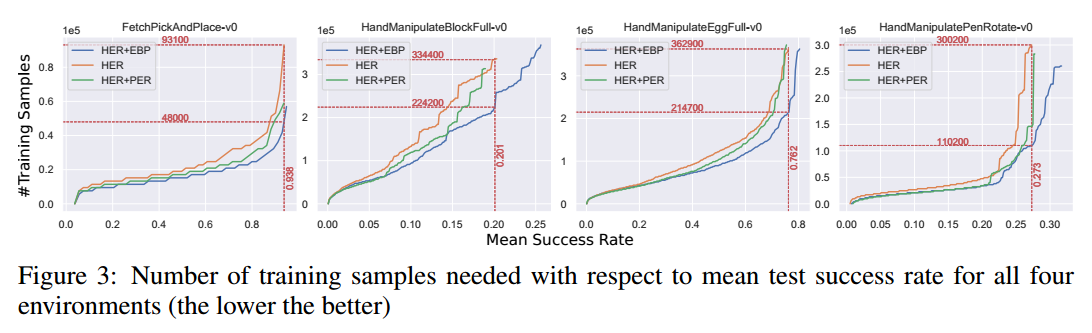 FetchPickAndPlace-v0
1e5
93100
HER+EBP
HER
HER+PER
48000
0.938
0.8
0.6
0.4
0.2
0.0
0.0 0.2 0.4 0.6 0.8
HandManipulateBlockFull-v0
1e5
334400
HER+EBP
HER
HER+PER
224200
0.201
3
2
1
0
0.00 0.05 0.10 0.15 0.20 0.25
HandManipulateEggFull-v0
1e5
362900
HER+EBP
HER
HER+PER
214700
0.762
3
2
1
0
0.0 0.2 0.4 0.6 0.8
HandManipulatePenRotate-v0
1e5
300200
HER+EBP
HER
HER+PER
110200
0.273
3.0
2.5
2.0
1.5
1.0
0.5
0.0
0.00 0.05 0.10 0.15 0.20 0.25 0.30
#Training Samples
Mean Success Rate
Figure 3: Number of training samples needed with respect to mean test success rate for all four
environments (the lower the better)